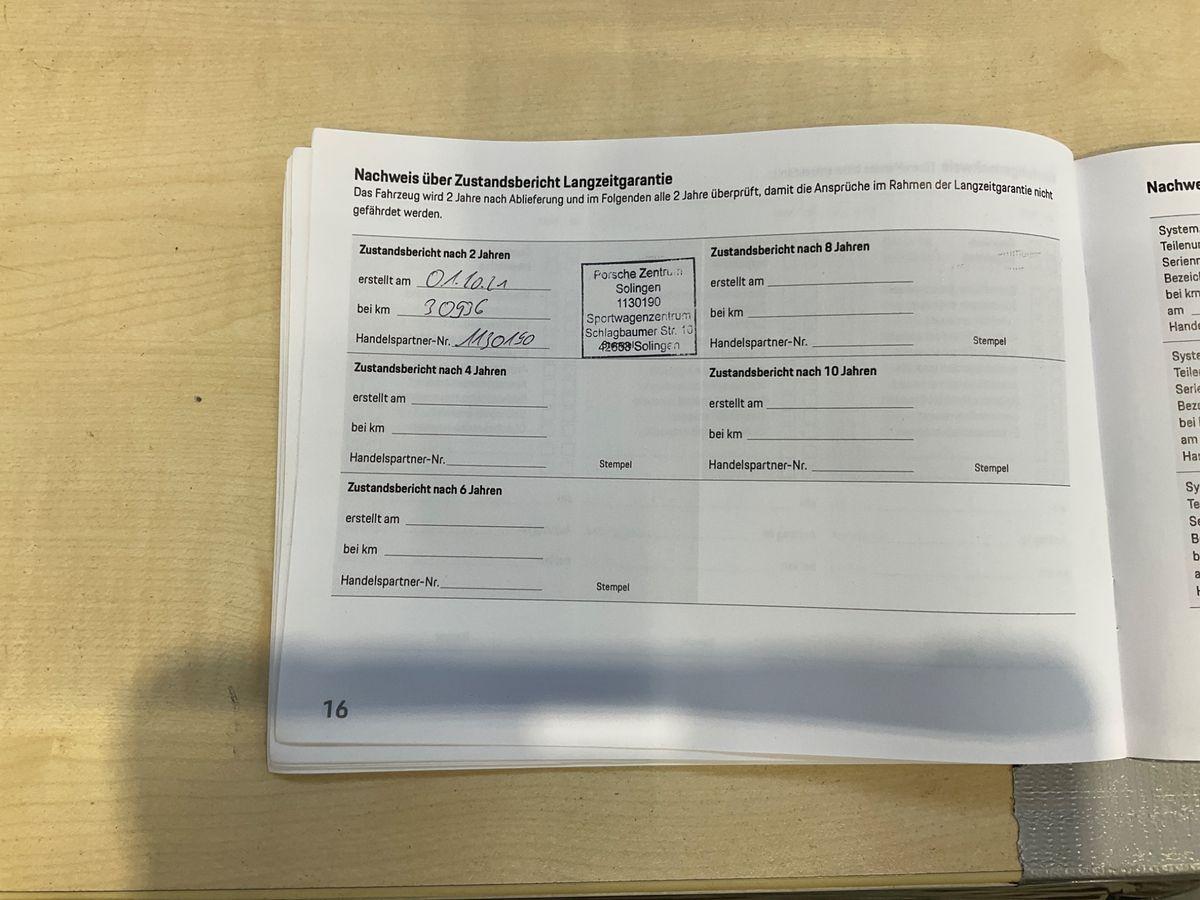 Nachweis über Zustandsbericht Langzeitgarantie
Das Fahrzeug wird 2 Jahre nach Ablieferung und im Folgenden alle 2 Jahre überprüft, damit die Ansprüche im Rahmen der Langzeitgarantie nicht
gefährdet werden.
Zustandsbericht nach 2 Jahren
erstellt am 01.10.21
bei km 30936
Handelspartner-Nr. 1130190
Porsche Zentrum
Solingen
1130190
Sportwagenzentrum
Schlagbaumer Str. 10
42653 Solingen
Zustandsbericht nach 4 Jahren
erstellt am
bei km
Handelspartner-Nr.
Stempel
Zustandsbericht nach 6 Jahren
erstellt am
bei km
Handelspartner-Nr.
Stempel
Zustandsbericht nach 8 Jahren
erstellt am
bei km
Handelspartner-Nr.
Stempel
Zustandsbericht nach 10 Jahren
erstellt am
bei km
Handelspartner-Nr.
Stempel
16
bei km
am